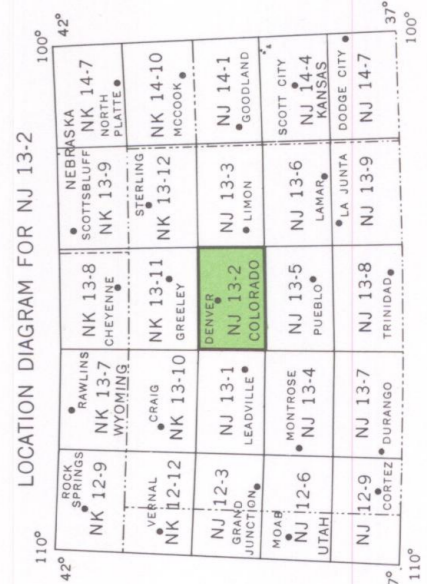 LOCATION DIAGRAM FOR NJ 13-2
110°
100°
42°
42°
ROCK
SPRINGS
NK 12-9
RAWLINS
NK 13-7
WYOMING
NK 13-8
CHEYENNE
NEBRASKA
SCOTTSBLUFF
NK 13-9
NK 14-7
NORTH
PLATTE
VERNAL
NK 12-12
CRAIG
NK 13-10
NK 13-11
GREELEY
STERLING
NK 13-12
NK 14-10
MCCOOK
NJ 12-3
GRAND
JUNCTION
NJ 13-1
LEADVILLE
DENVER
NJ 13-2
COLORADO
NJ 13-3
LIMON
NJ 14-1
GOODLAND
MOAB
NJ 12-6
UTAH
MONTROSE
NJ 13-4
NJ 13-5
PUEBLO
NJ 13-6
LAMAR
SCOTT CITY
NJ 14-4
KANSAS
NJ 12-9
CORTEZ
NJ 13-7
DURANGO
NJ 13-8
TRINIDAD
LA JUNTA
NJ 13-9
DODGE CITY
NJ 14-7
7°
37°
110°
100°